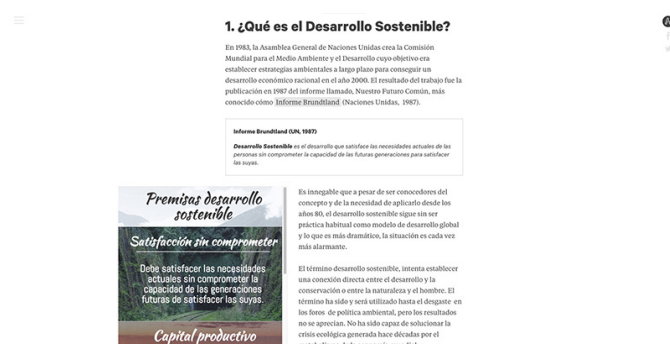 1. ¿Qué es el Desarrollo Sostenible?
En 1983, la Asamblea General de Naciones Unidas crea la Comisión
Mundial para el Medio Ambiente y el Desarrollo cuyo objetivo era
establecer estrategias ambientales a largo plazo para conseguir un
desarrollo económico racional en el año 2000. El resultado del trabajo fue la
publicación en 1987 del informe llamado, Nuestro Futuro Común, más
conocido cómo Informe Brundtland (Naciones Unidas, 1987).
Informe Brundtland (UN, 1987)
Desarrollo Sostenible es el desarrollo que satisface las necesidades actuales de las
personas sin comprometer la capacidad de las futuras generaciones para satisfacer
las suyas.
Premisas desarrollo
sostenible
Satisfacción sin comprometer
Debe satisfacer las necesidades
actuales sin comprometer la
capacidad de las generaciones
futuras de satisfacer las suyas.
Capital productivo
Es innegable que a pesar de ser conocedores del
concepto y de la necesidad de aplicarlo desde los
años 80, el desarrollo sostenible sigue sin ser
práctica habitual como modelo de desarrollo global
y lo que es más dramático, la situación es cada vez
más alarmante.
El término desarrollo sostenible, intenta establecer
una conexión directa entre el desarrollo y la
conservación o entre la naturaleza y el hombre. El
término ha sido y será utilizado hasta el desgaste en
los foros de política ambiental, pero los resultados
no se aprecian. No ha sido capaz de solucionar la
crisis ecológica generada hace décadas por el